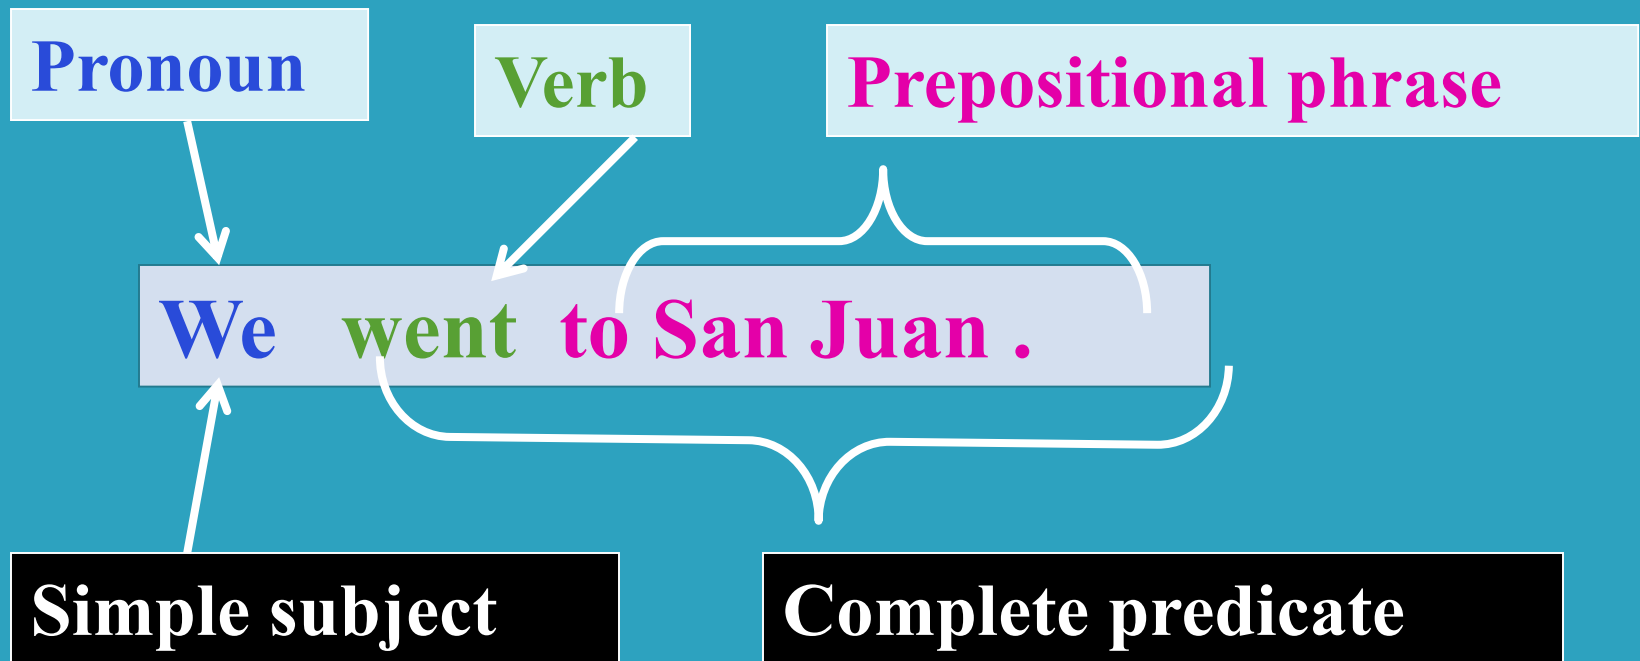 Pronoun
Verb
Prepositional phrase
We went to San Juan .
Simple subject
Complete predicate